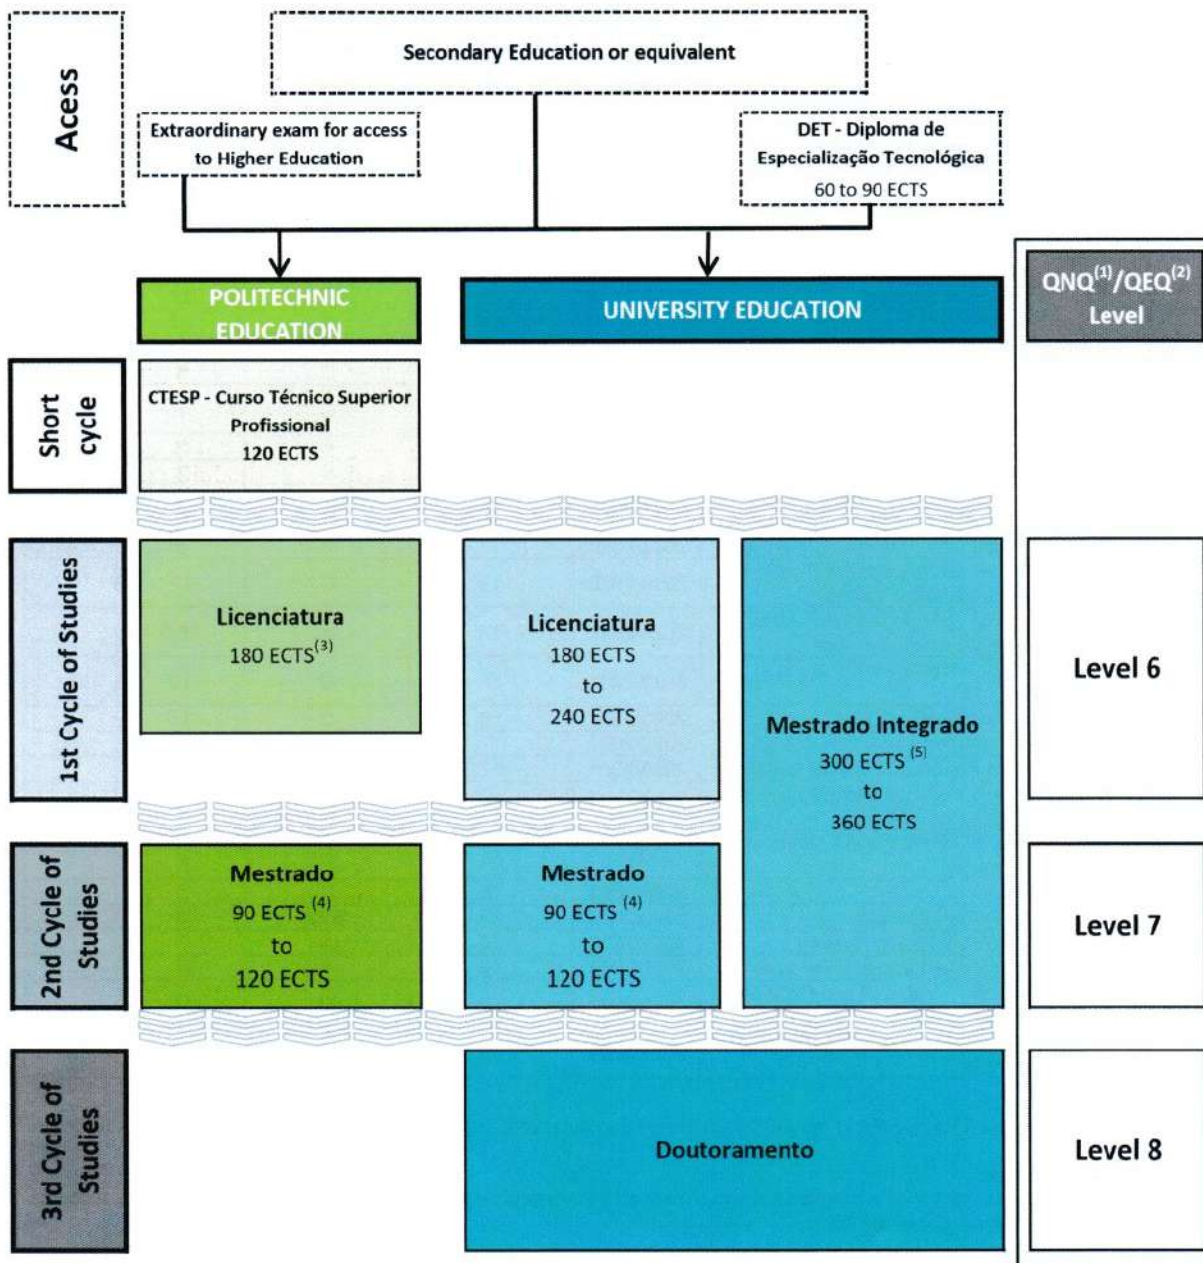 Acess
Secondary Education or equivalent
Extraordinary exam for access
to Higher Education
DET - Diploma de
Especialização Tecnológica
60 to 90 ECTS
POLITECHNIC
EDUCATION
UNIVERSITY EDUCATION
QNQ(1)/QEQ(2)
Level
Short
cycle
CTESP - Curso Técnico Superior
Profissional
120 ECTS
1st Cycle of Studies
Licenciatura
180 ECTS(3)
Licenciatura
180 ECTS
to
240 ECTS
Mestrado Integrado
300 ECTS (5)
to
360 ECTS
Level 6
2nd Cycle of
Studies
Mestrado
90 ECTS (4)
to
120 ECTS
Mestrado
90 ECTS (4)
to
120 ECTS
Level 7
3rd Cycle of
Studies
Doutoramento
Level 8